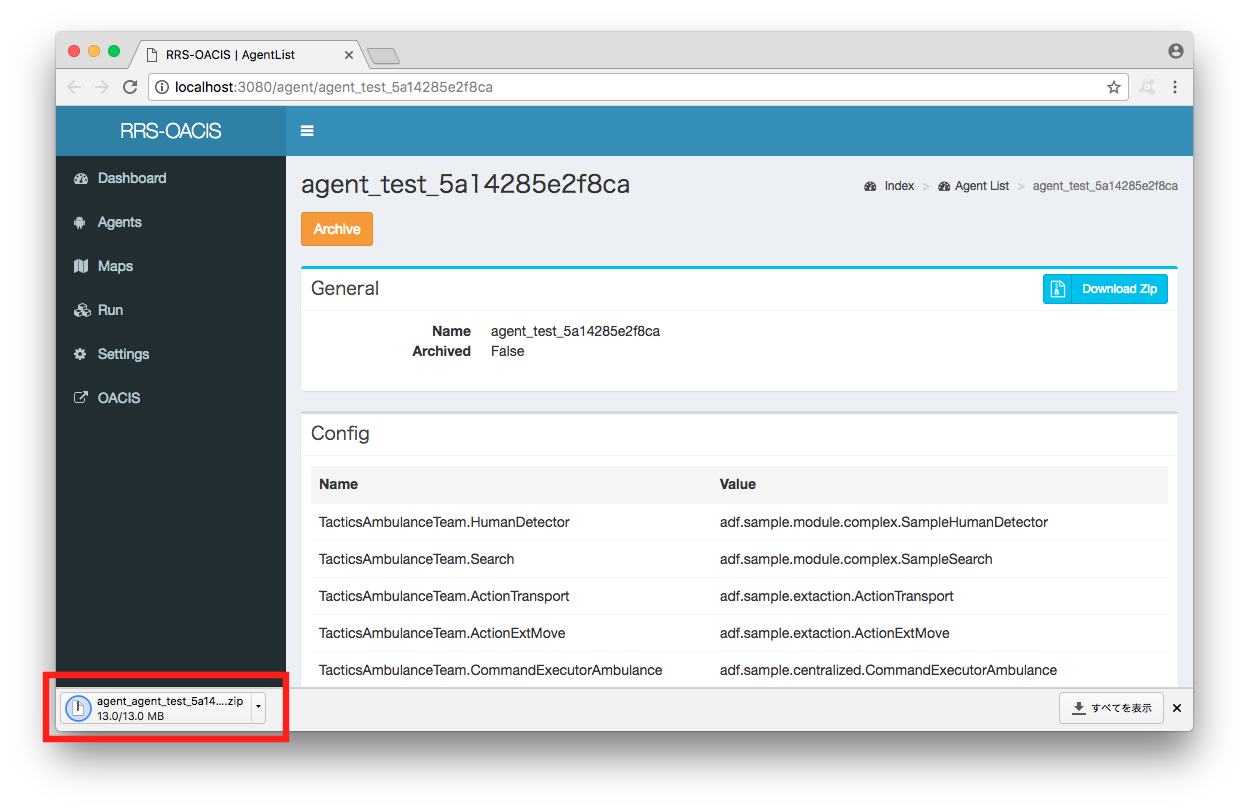 RRS-OACIS | AgentList
localhost:3080/agent/agent_test_5a14285e2f8ca
RRS-OACIS
Dashboard
Agents
Maps
Run
Settings
OACIS
agent_test_5a14285e2f8ca
Index > Agent List > agent_test_5a14285e2f8ca
Archive
General
Download Zip
Name agent_test_5a14285e2f8ca
Archived False
Config
Name Value
TacticsAmbulanceTeam.HumanDetector adf.sample.module.complex.SampleHumanDetector
TacticsAmbulanceTeam.Search adf.sample.module.complex.SampleSearch
TacticsAmbulanceTeam.ActionTransport adf.sample.extaction.ActionTransport
TacticsAmbulanceTeam.ActionExtMove adf.sample.extaction.ActionExtMove
TacticsAmbulanceTeam.CommandExecutorAmbulance adf.sample.centralized.CommandExecutorAmbulance
agent_agent_test_5a14....zip
13.0/13.0 MB
すべてを表示